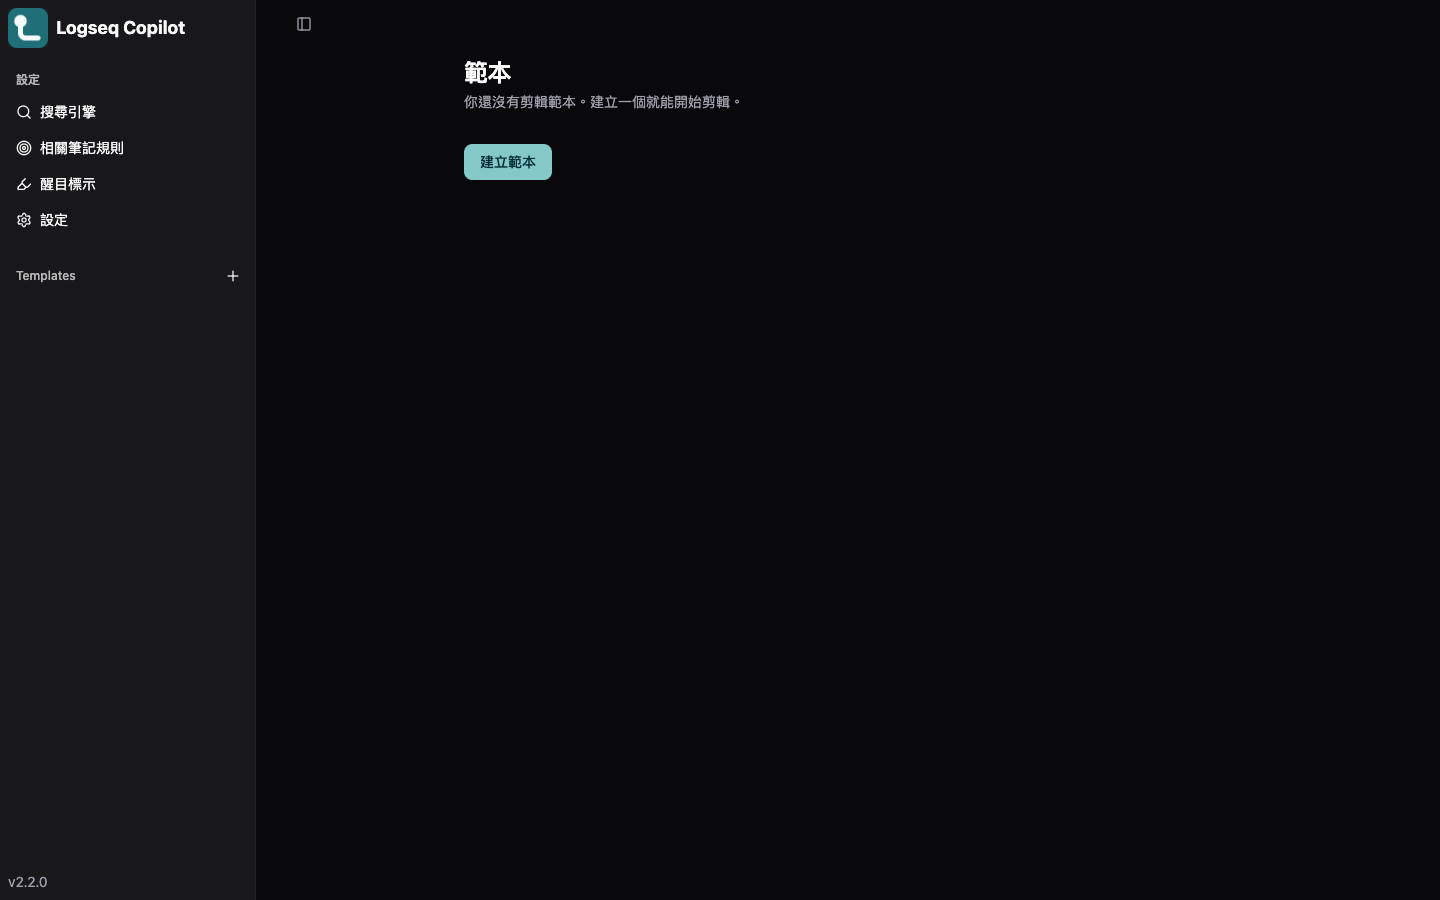 Logseq Copilot
設定
搜尋引擎
相關筆記規則
醒目標示
設定
Templates
v2.2.0
範本
你還沒有剪輯範本。建立一個就能開始剪輯。
建立範本